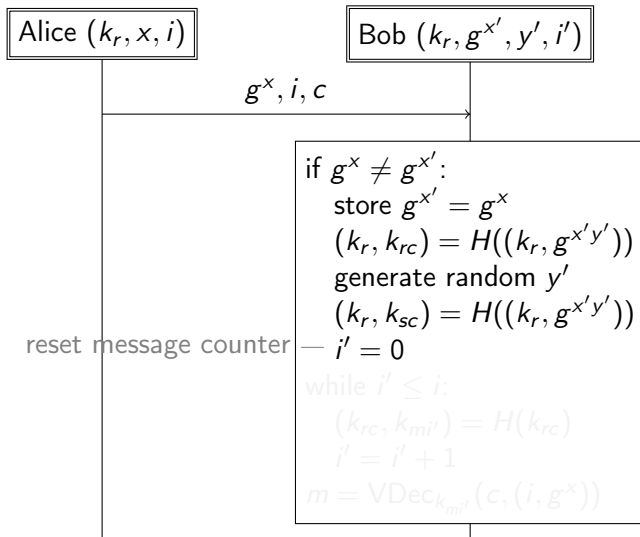 Alice (k_r, x, i)
Bob (k_r, g^{x'}, y', i')
g^x, i, c
if g^x ≠ g^{x'}:
store g^{x'} = g^x
(k_r, k_{rc}) = H((k_r, g^{x'y'}))
generate random y'
(k_r, k_{sc}) = H((k_r, g^{x'y'}))
reset message counter — i' = 0
while i' ≤ i:
(k_{rc}, k_{mi'}) = H(k_{rc})
i' = i' + 1
m = VDec_{k_{mi'}}(c, (i, g^x))